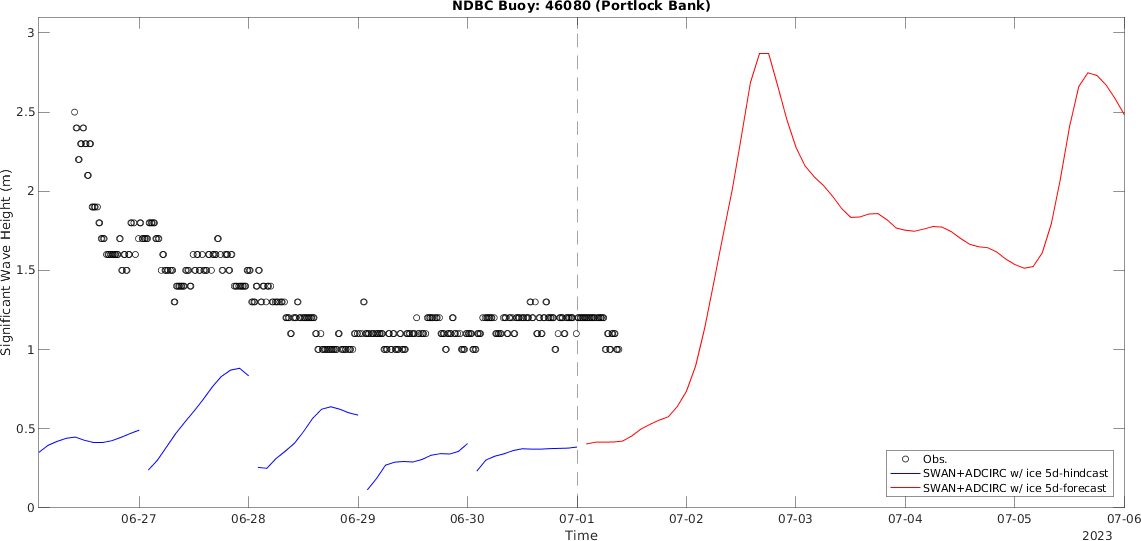 NDBC Buoy: 46080 (Portlock Bank)
3
2.5
2
1.5
1
0.5
0
Significant Wave Height (m)
Obs.
SWAN+ADCIRC w/ ice 5d-hindcast
SWAN+ADCIRC w/ ice 5d-forecast
06-27 06-28 06-29 06-30 07-01 07-02 07-03 07-04 07-05 07-06
Time
2023